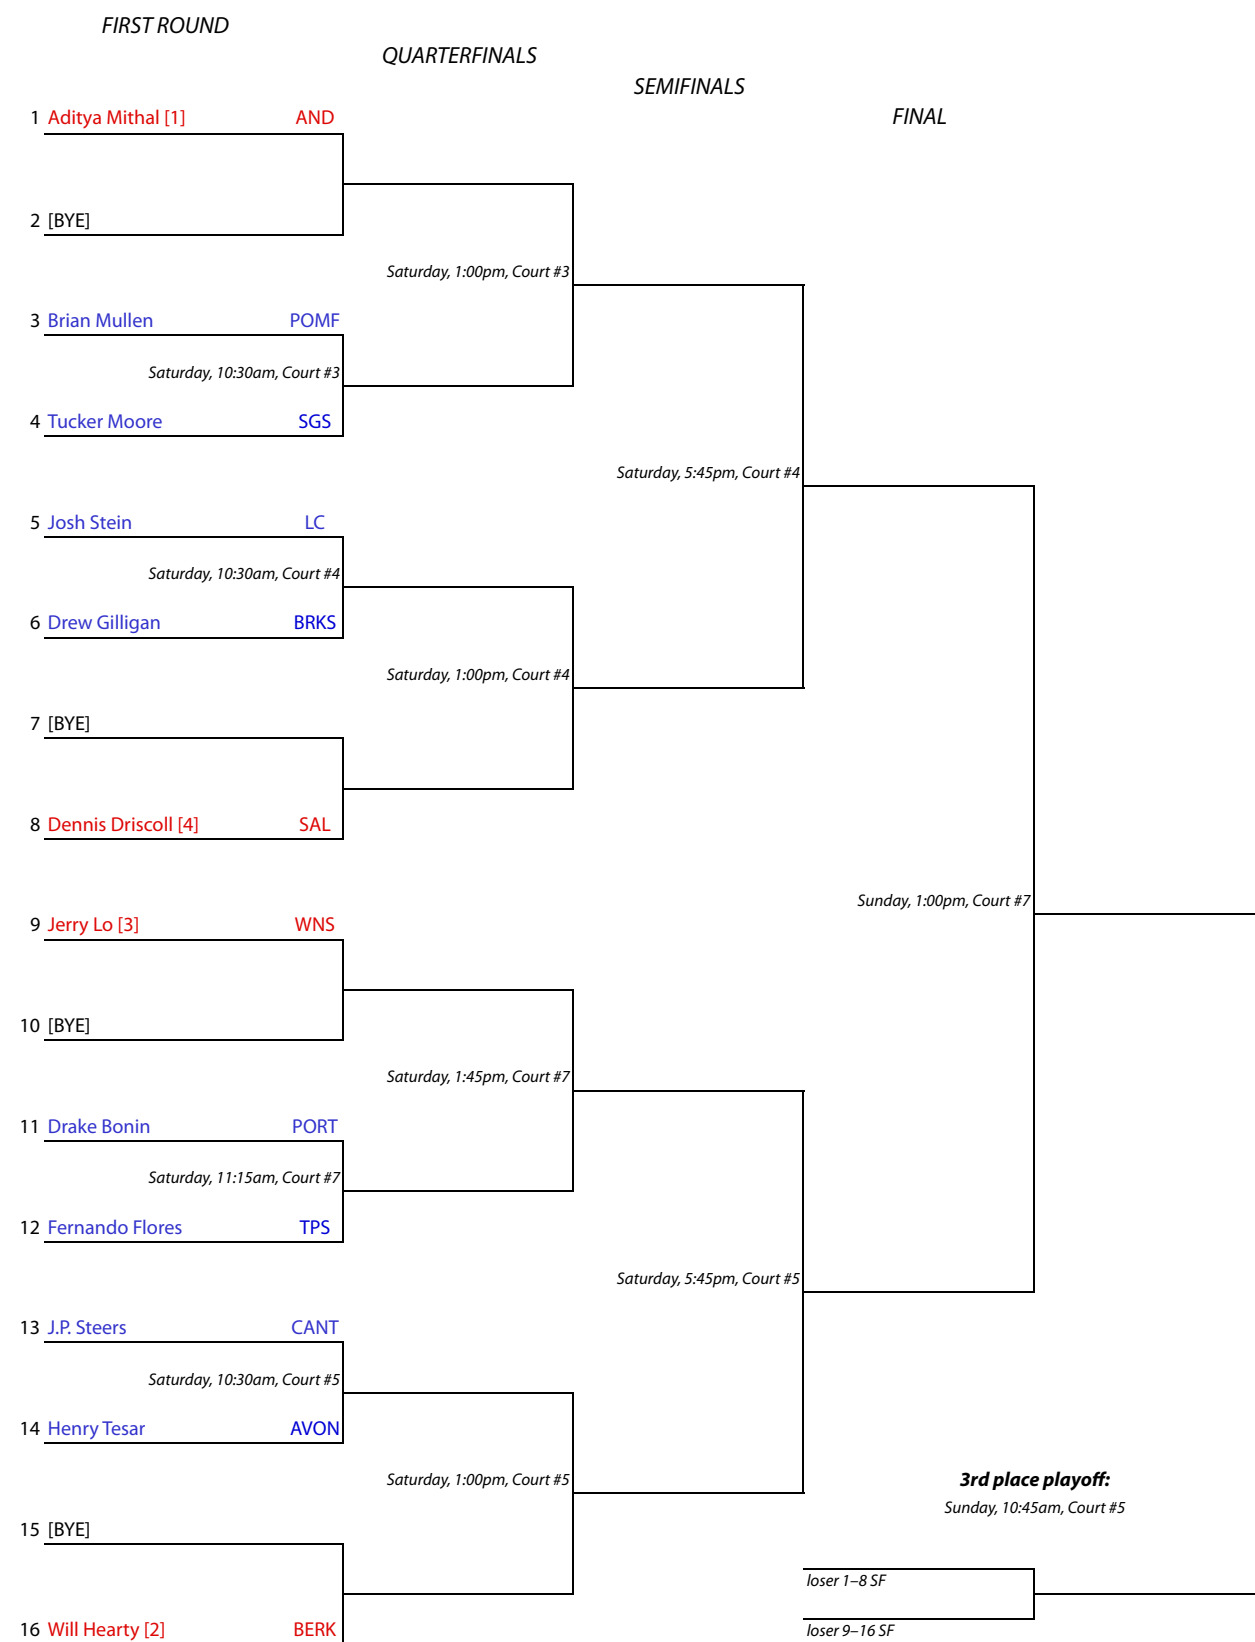 FIRST ROUND
QUARTERFINALS
SEMIFINALS
FINAL
1 Aditya Mithal [1] AND
2 [BYE]
Saturday, 1:00pm, Court #3
3 Brian Mullen POMF
Saturday, 10:30am, Court #3
4 Tucker Moore SGS
Saturday, 5:45pm, Court #4
5 Josh Stein LC
Saturday, 10:30am, Court #4
6 Drew Gilligan BRKS
Saturday, 1:00pm, Court #4
7 [BYE]
8 Dennis Driscoll [4] SAL
Sunday, 1:00pm, Court #7
9 Jerry Lo [3] WNS
10 [BYE]
Saturday, 1:45pm, Court #7
11 Drake Bonin PORT
Saturday, 11:15am, Court #7
12 Fernando Flores TPS
Saturday, 5:45pm, Court #5
13 J.P. Steers CANT
Saturday, 10:30am, Court #5
14 Henry Tesar AVON
Saturday, 1:00pm, Court #5
3rd place playoff:
Sunday, 10:45am, Court #5
15 [BYE]
loser 1–8 SF
16 Will Hearty [2] BERK
loser 9–16 SF